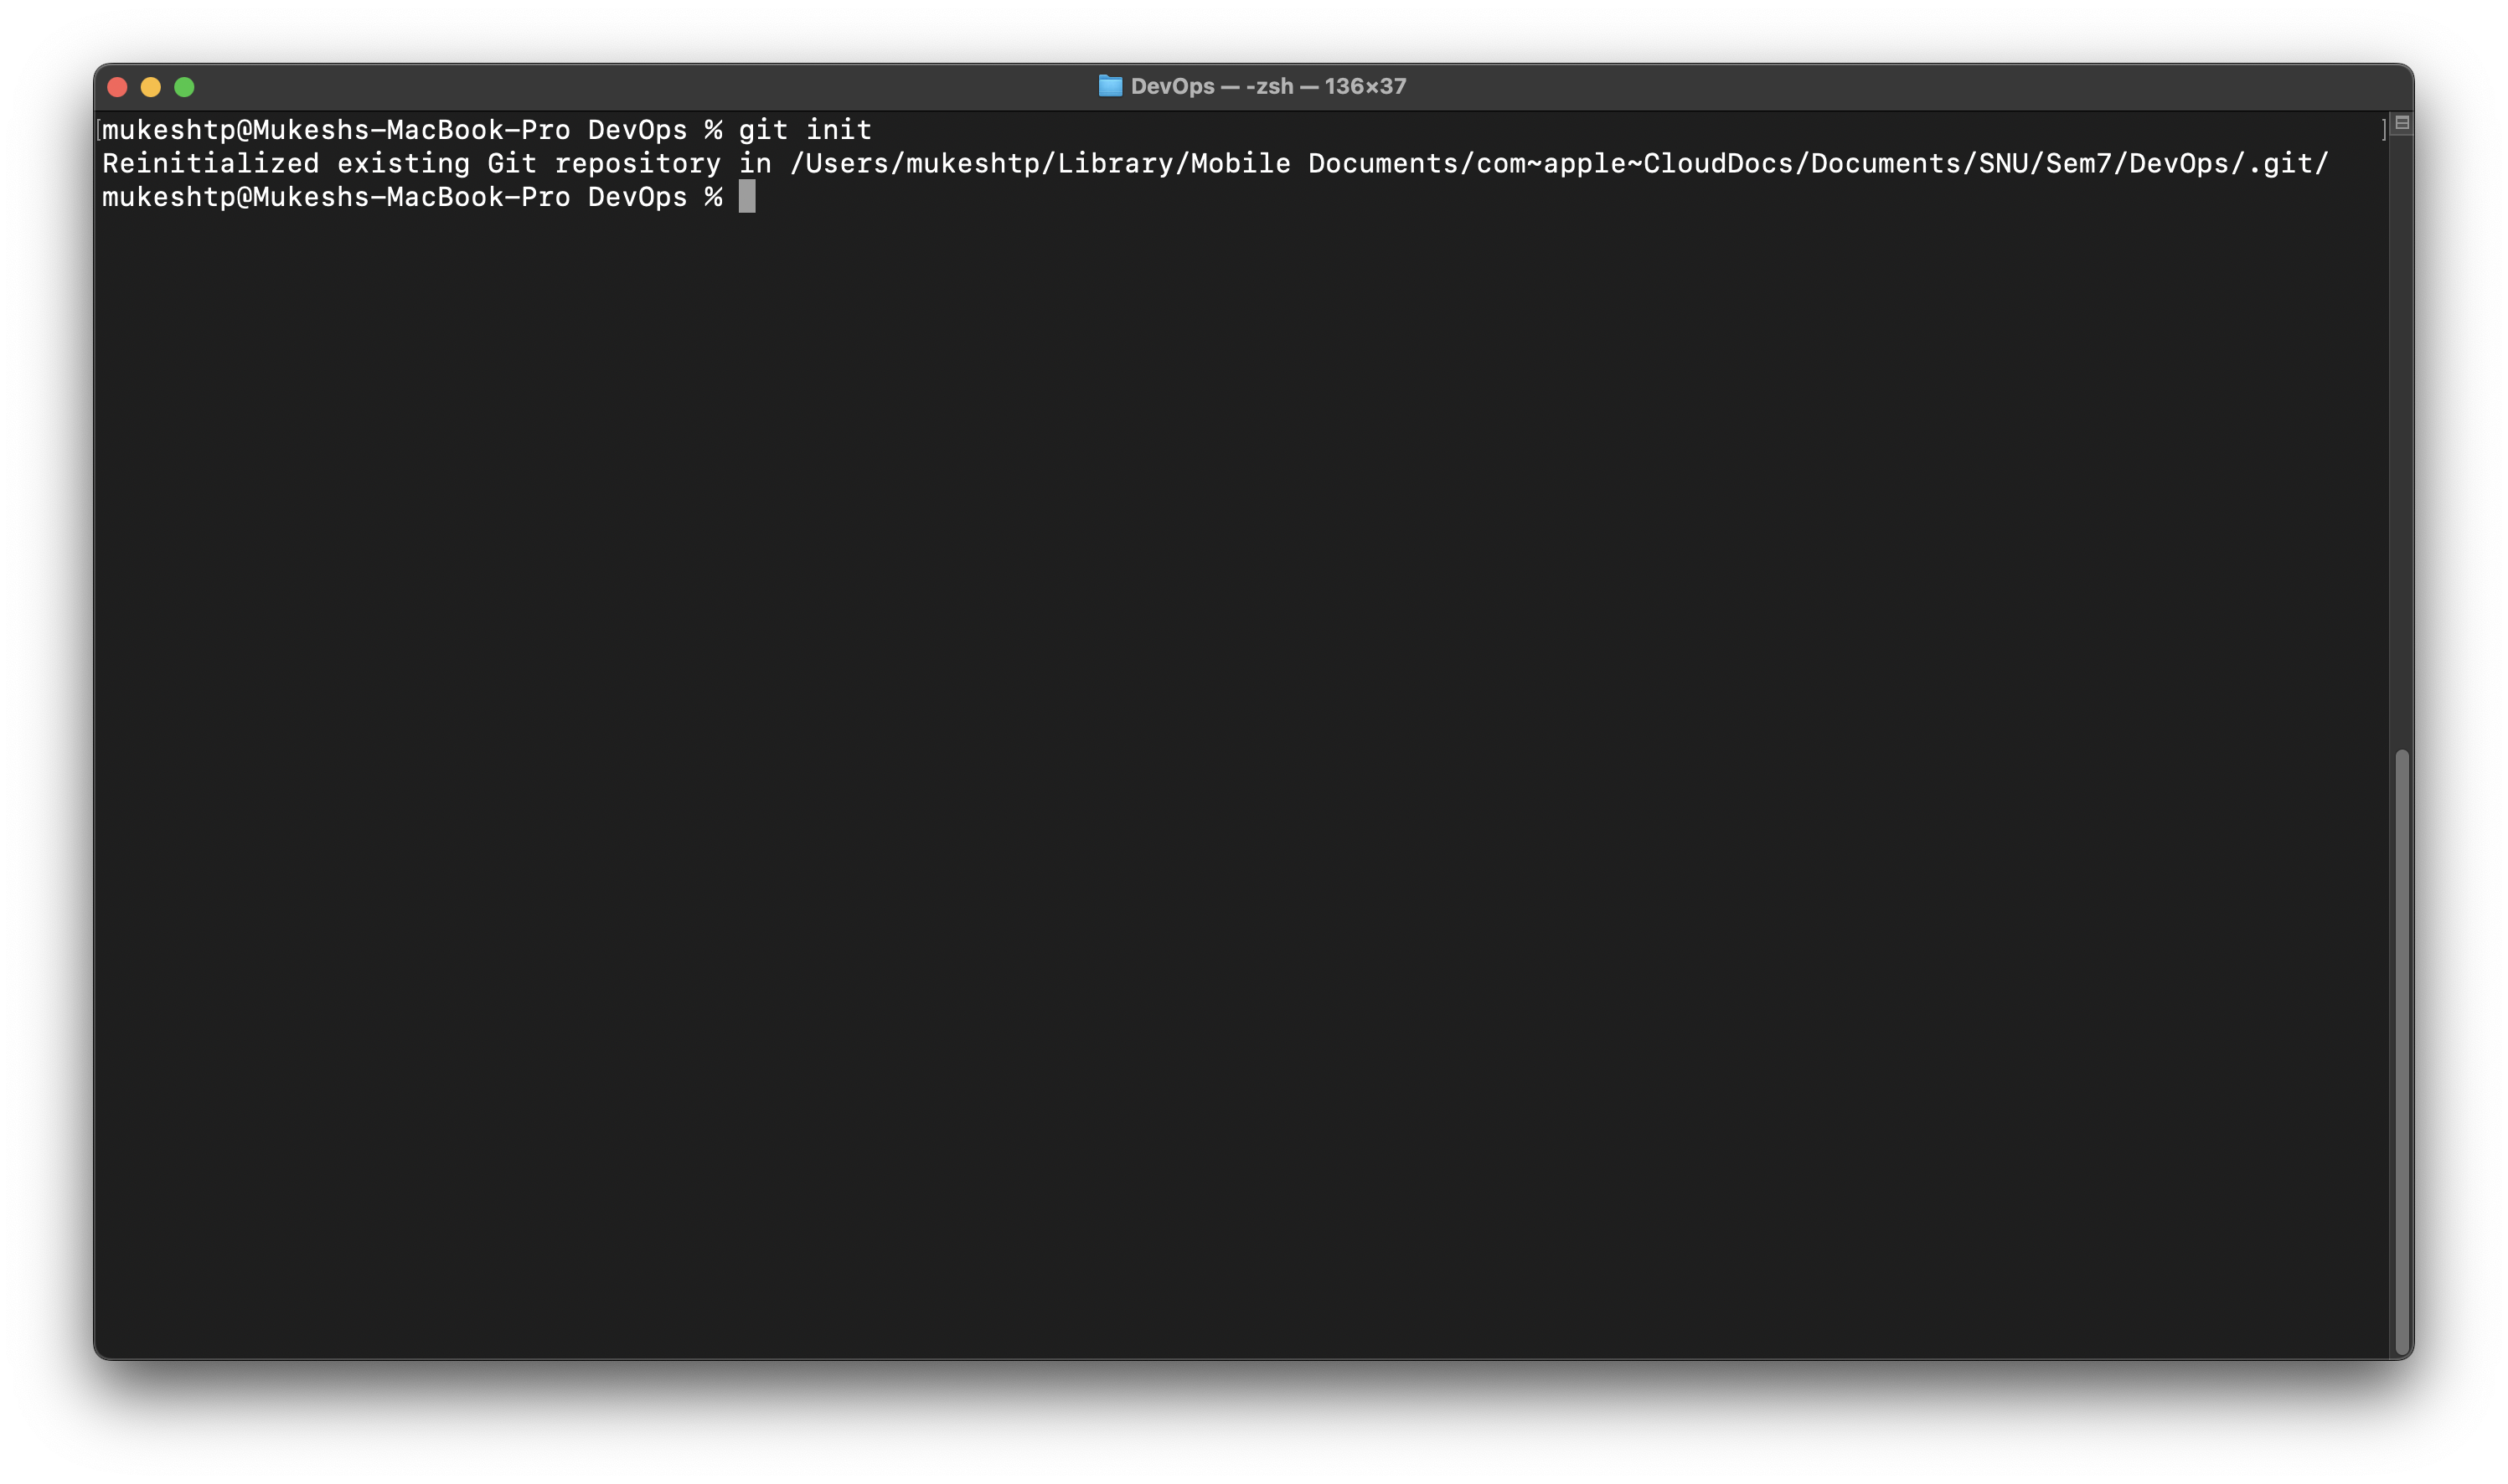 DevOps — -zsh — 136×37
[mukeshtp@Mukeshs-MacBook-Pro DevOps % git init ]
Reinitialized existing Git repository in /Users/mukeshtp/Library/Mobile Documents/com~apple~CloudDocs/Documents/SNU/Sem7/DevOps/.git/
mukeshtp@Mukeshs-MacBook-Pro DevOps %